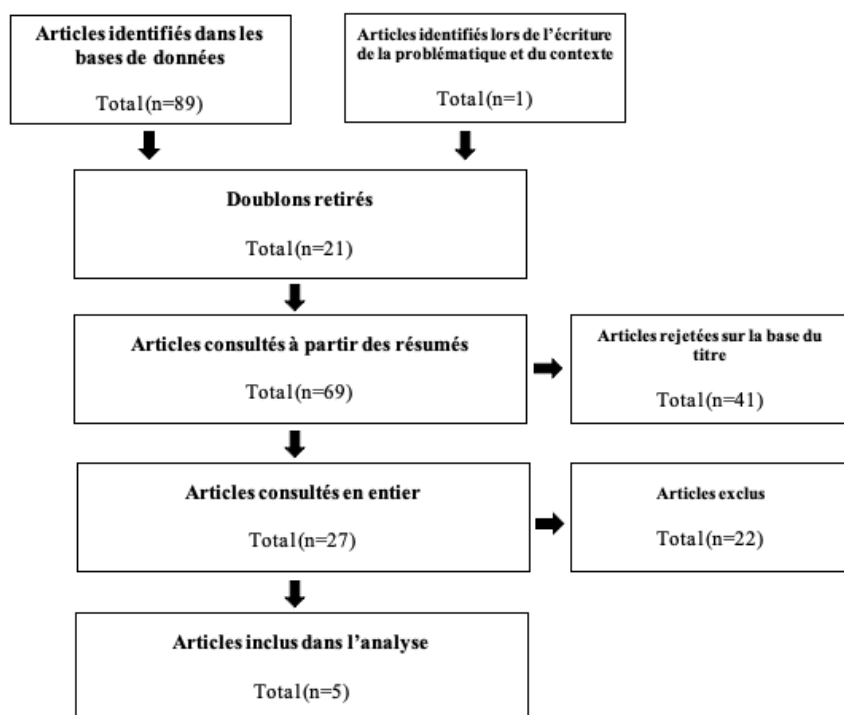 Articles identifiés dans les
bases de données
Total(n=89)
Articles identifiés lors de l'écriture
de la problématique et du contexte
Total(n=1)
Doublons retirés
Total(n=21)
Articles consultés à partir des résumés
Total(n=69)
Articles rejetées sur la base du
titre
Total(n=41)
Articles consultés en entier
Total(n=27)
Articles exclus
Total(n=22)
Articles inclus dans l'analyse
Total(n=5)